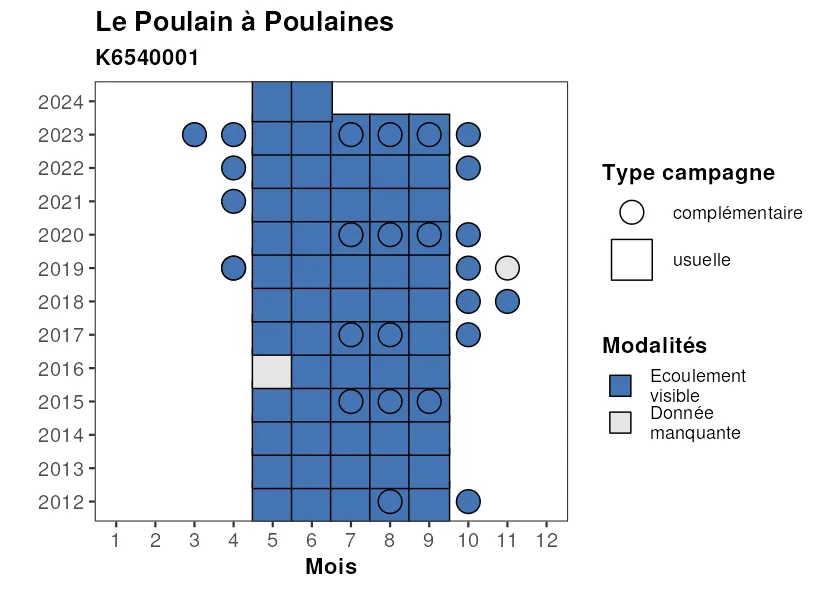 Le Poulain à Poulaines
K6540001
2024
2023
2022
2021
2020
2019
2018
2017
2016
2015
2014
2013
2012
1 2 3 4 5 6 7 8 9 10 11 12
Mois
Type campagne
complémentaire
usuelle
Modalités
Ecoulement
visible
Donnée
manquante